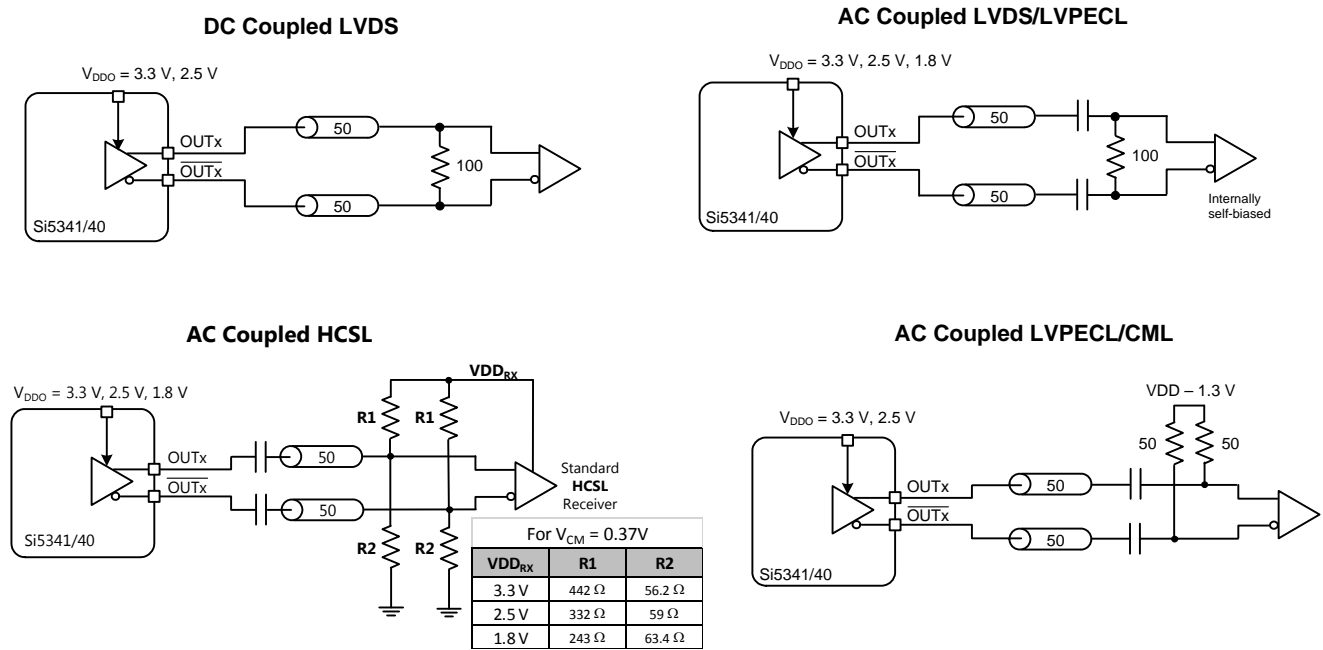 DC Coupled LVDS
V_DDO = 3.3 V, 2.5 V
OUTx
OUTx
50
50
100
Si5341/40
AC Coupled LVDS/LVPECL
V_DDO = 3.3 V, 2.5 V, 1.8 V
OUTx
OUTx
50
50
100
Internally
self-biased
Si5341/40
AC Coupled HCSL
V_DDO = 3.3 V, 2.5 V, 1.8 V
VDD_RX
R1
R1
OUTx
OUTx
50
50
R2
R2
Standard
HCSL
Receiver
Si5341/40
For V_CM = 0.37V
VDD_RX R1 R2
3.3 V 442 Ω 56.2 Ω
2.5 V 332 Ω 59 Ω
1.8 V 243 Ω 63.4 Ω
AC Coupled LVPECL/CML
VDD – 1.3 V
V_DDO = 3.3 V, 2.5 V
50
50
OUTx
OUTx
50
50
Si5341/40